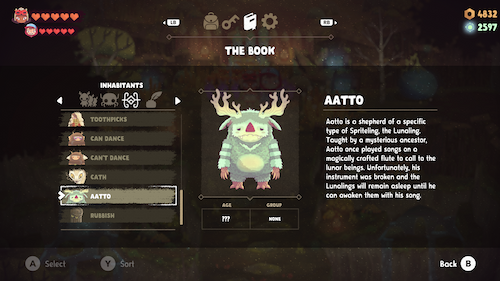 LB
RB
4832
2597
THE BOOK
INHABITANTS
TOOTHPICKS
CAN DANCE
CAN'T DANCE
CATH
AATTO
RUBBISH
AGE
GROUP
???
NONE
AATTO
Aatto is a shepherd of a specific
type of Spriteling, the Lunaling.
Taught by a mysterious ancestor,
Aatto once played songs on a
magically crafted flute to call to the
lunar beings. Unfortunately, his
instrument was broken and the
Lunalings will remain asleep until he
can awaken them with his song.
A Select
Y Sort
Back B